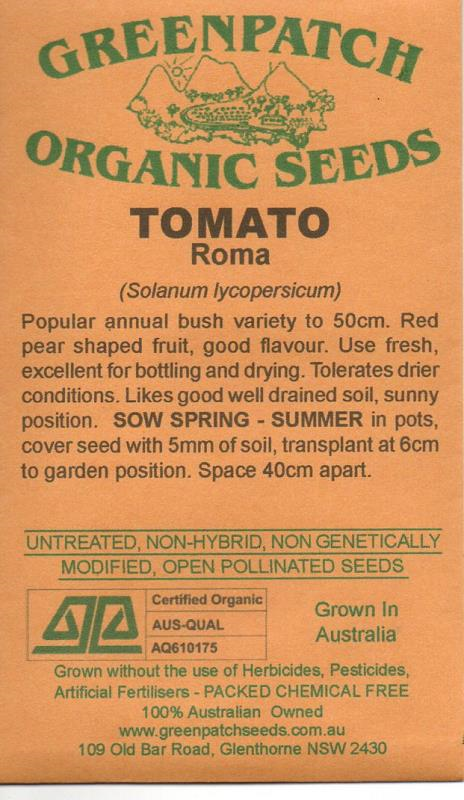 GREENPATCH
ORGANIC SEEDS
TOMATO
Roma
(Solanum lycopersicum)
Popular annual bush variety to 50cm. Red
pear shaped fruit, good flavour. Use fresh,
excellent for bottling and drying. Tolerates drier
conditions. Likes good well drained soil, sunny
position. SOW SPRING - SUMMER in pots,
cover seed with 5mm of soil, transplant at 6cm
to garden position. Space 40cm apart.
UNTREATED, NON-HYBRID, NON GENETICALLY
MODIFIED, OPEN POLLINATED SEEDS
Certified Organic
AUS-QUAL
AQ610175
Grown In
Australia
Grown without the use of Herbicides, Pesticides,
Artificial Fertilisers - PACKED CHEMICAL FREE
100% Australian Owned
www.greenpatchseeds.com.au
109 Old Bar Road, Glenthorne NSW 2430